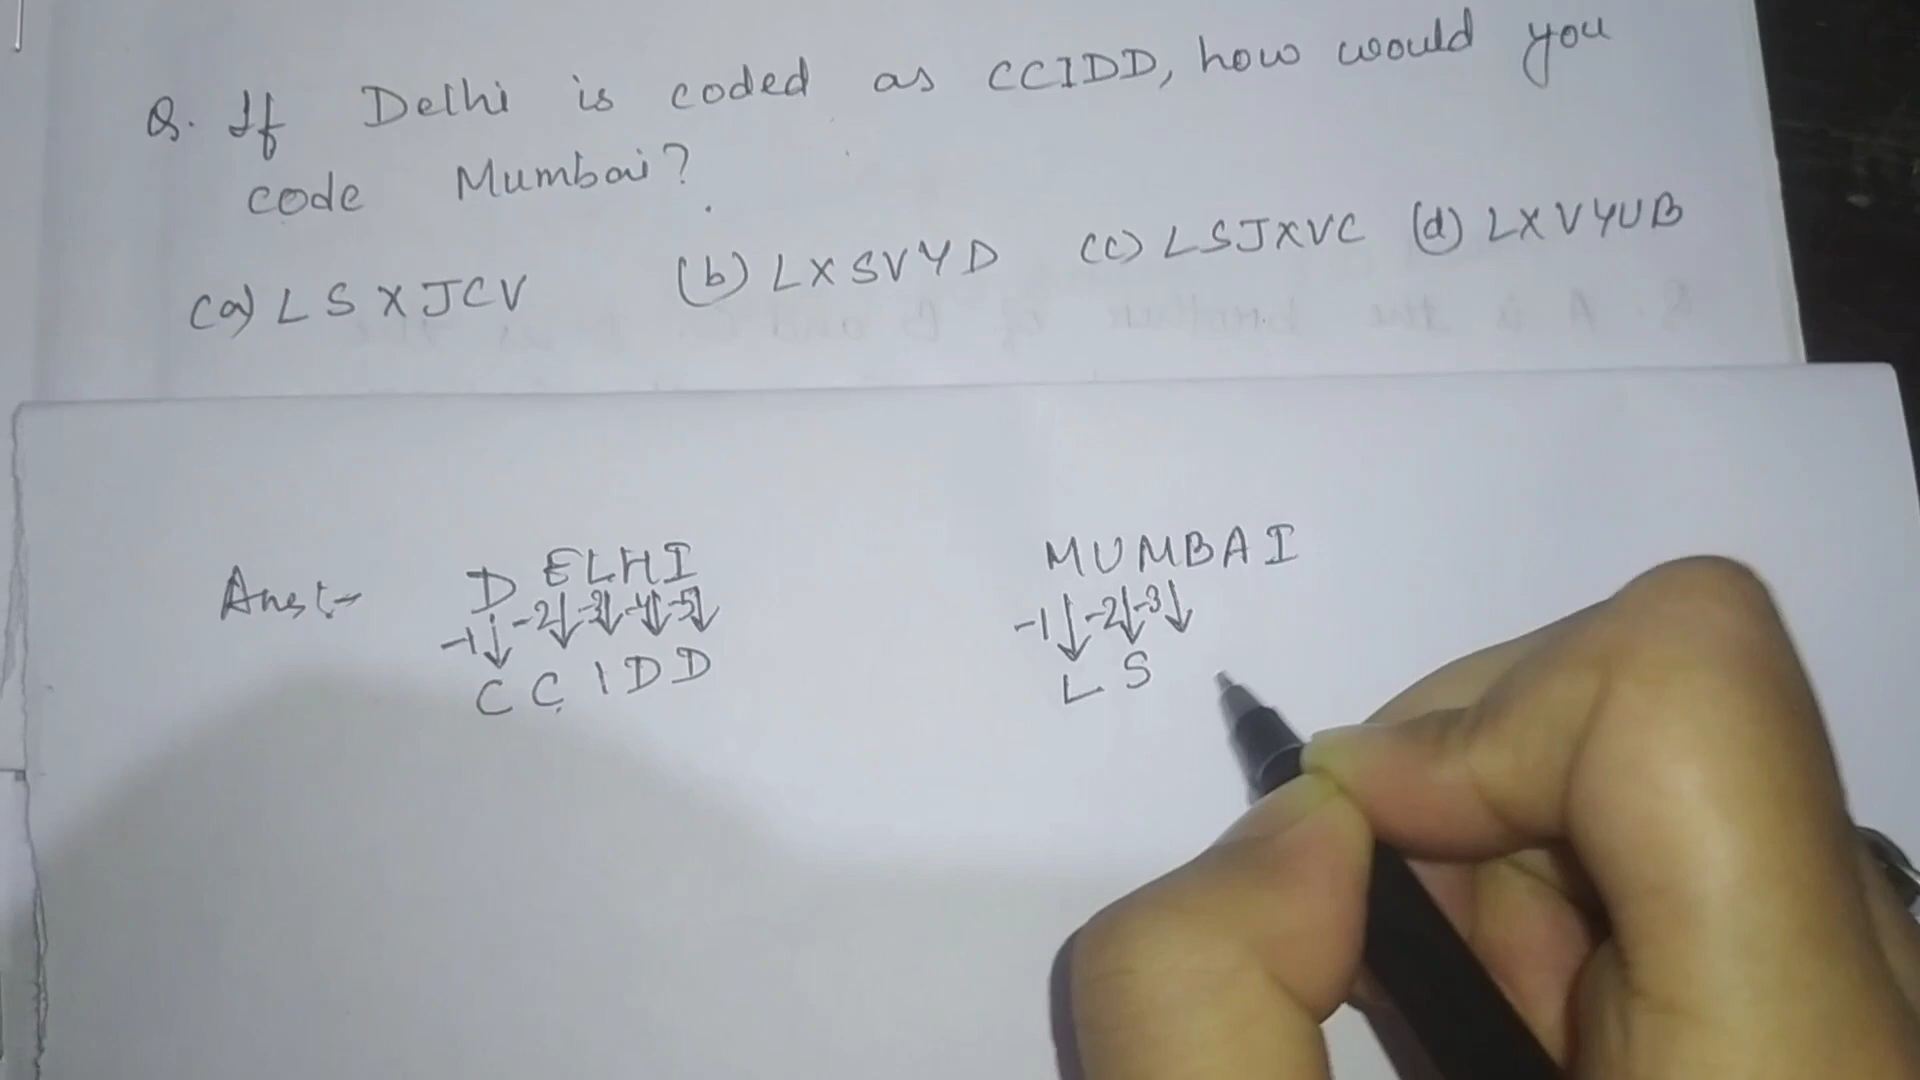 Q. If Delhi is coded as CCIDD, how would you
code Mumbai?
(a) LSXJCV (b) LXSVYD (c) LSJXVC (d) LXVYUB
Ans:- DELHI MUMBAI
-1 -2 -3 -4 -5 -1 -2 -3
CCIDD LS